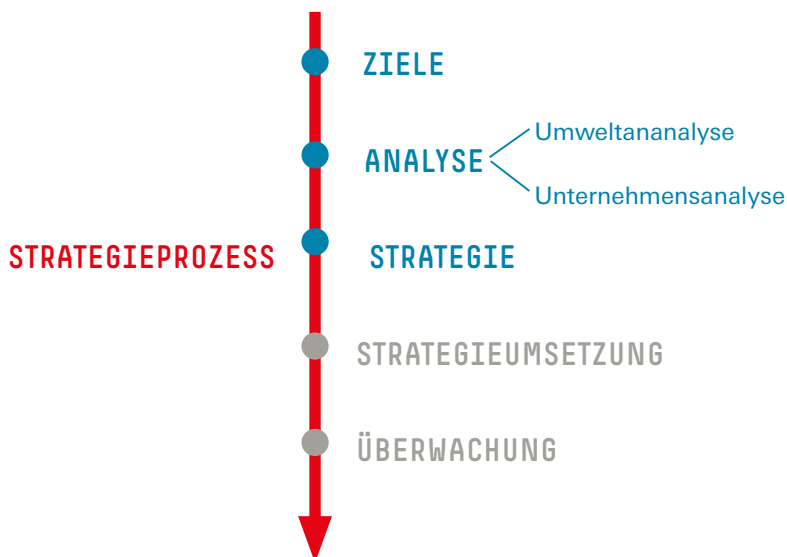 ZIELE
Umweltananalyse
ANALYSE
Unternehmensanalyse
STRATEGIEPROZESS
STRATEGIE
STRATEGIEUMSETZUNG
ÜBERWACHUNG